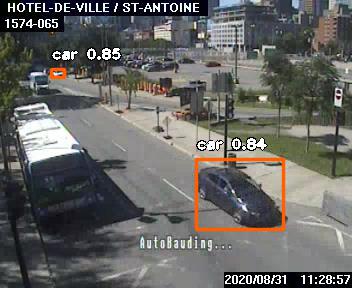 HOTEL-DE-VILLE / ST-ANTOINE
1574-065
car 0.85
car 0.84
AutoBauding...
2020/08/31 11:28:57